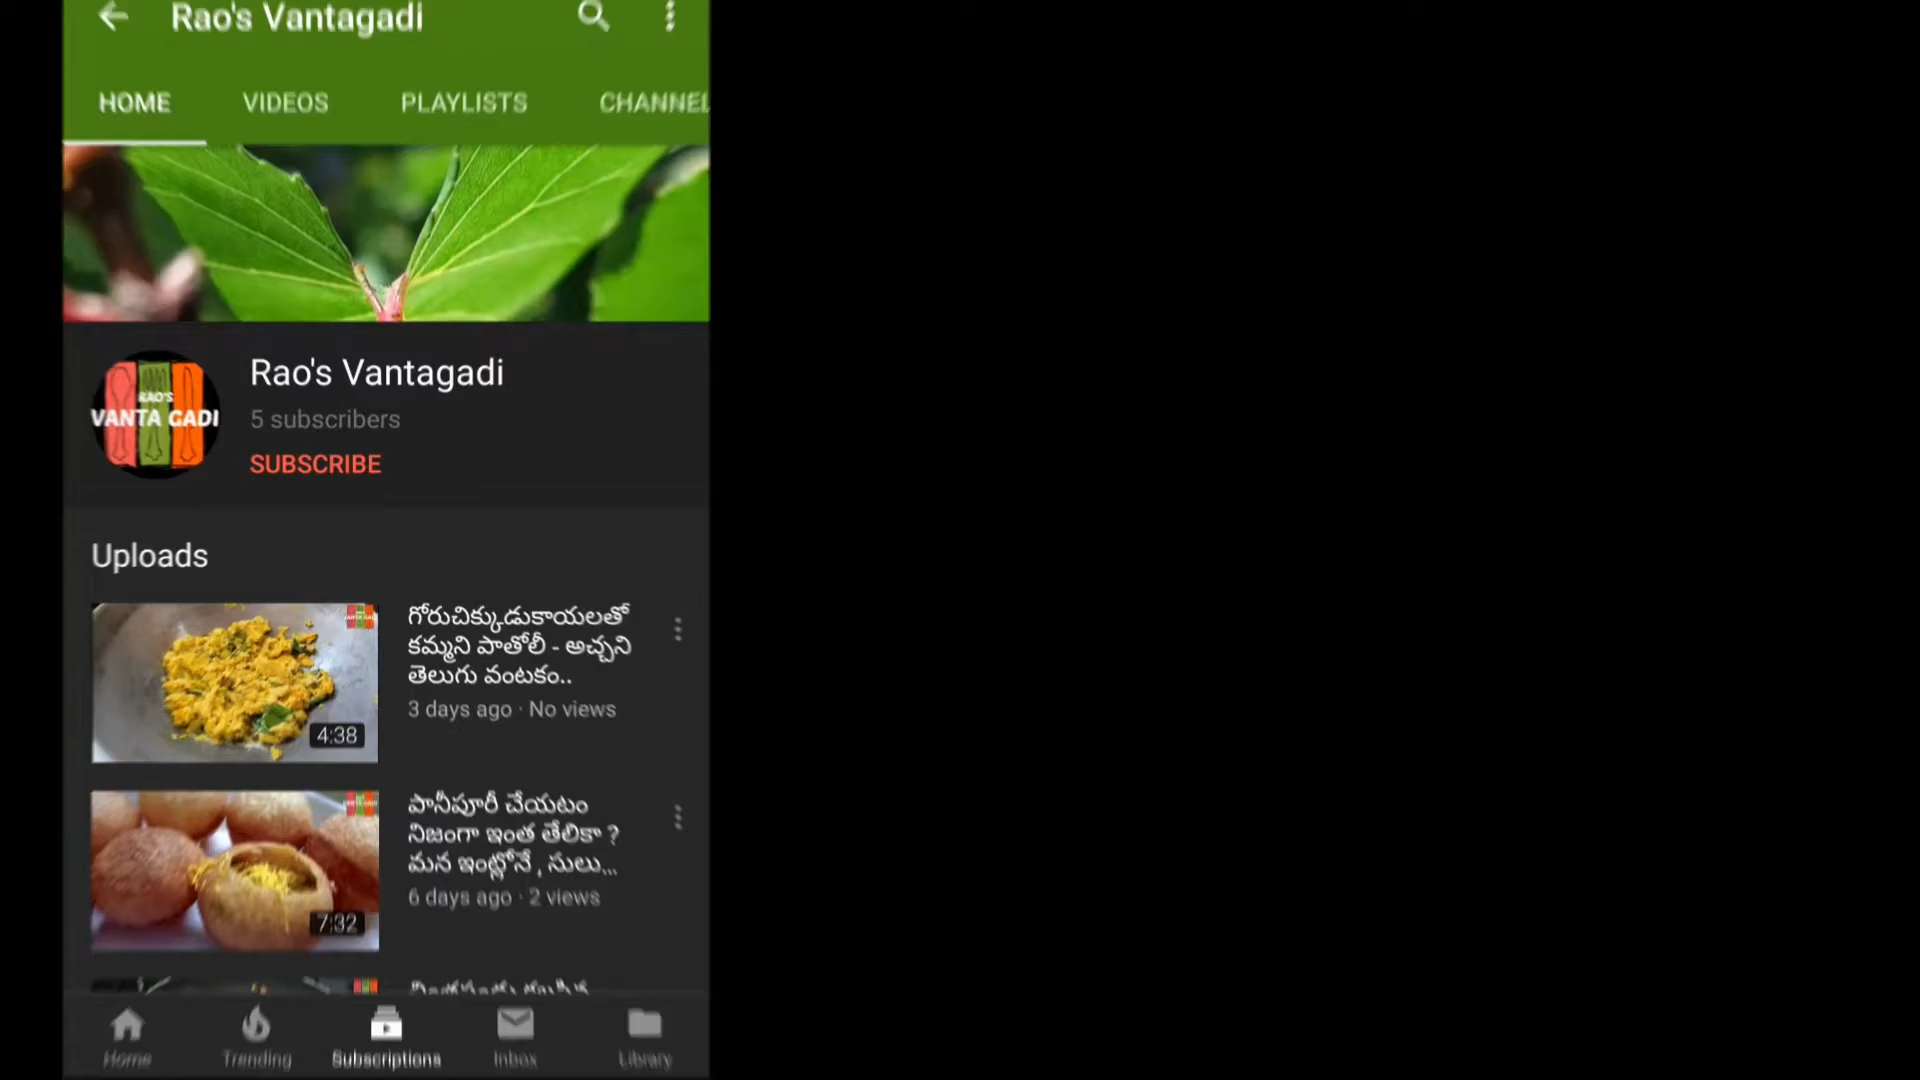 Rao's Vantagadi
HOME VIDEOS PLAYLISTS CHANNEL
RAO'S
VANTA GADI
Rao's Vantagadi
5 subscribers
SUBSCRIBE
Uploads
గోరుచిక్కుడుకాయలతో
కమ్మని పాతోలీ - అచ్చని
తెలుగు వంటకం..
3 days ago · No views
4:38
పానీపూరీ చేయటం
నిజంగా ఇంత తేలికా ?
మన ఇంట్లోనే , సులు...
6 days ago · 2 views
7:32
Home Trending Subscriptions Inbox Library